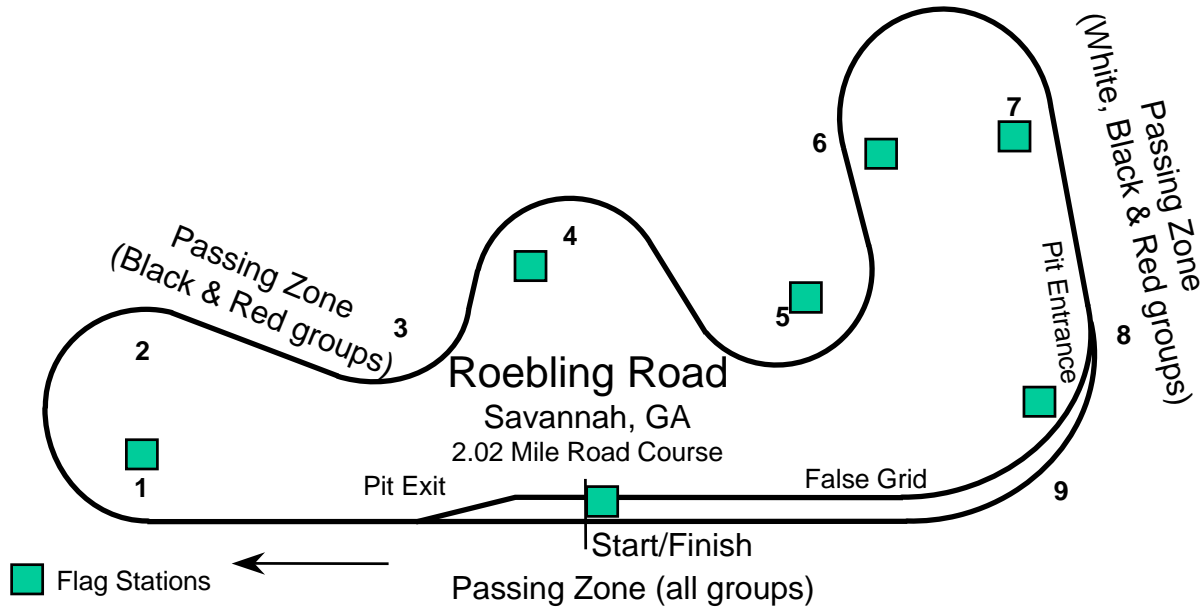 Passing Zone
(White, Black & Red groups)
7
6
4
Passing Zone
(Black & Red groups)
Pit Entrance
5
3
8
2
Roebling Road
Savannah, GA
2.02 Mile Road Course
1
Pit Exit
False Grid
9
Start/Finish
Flag Stations
Passing Zone (all groups)